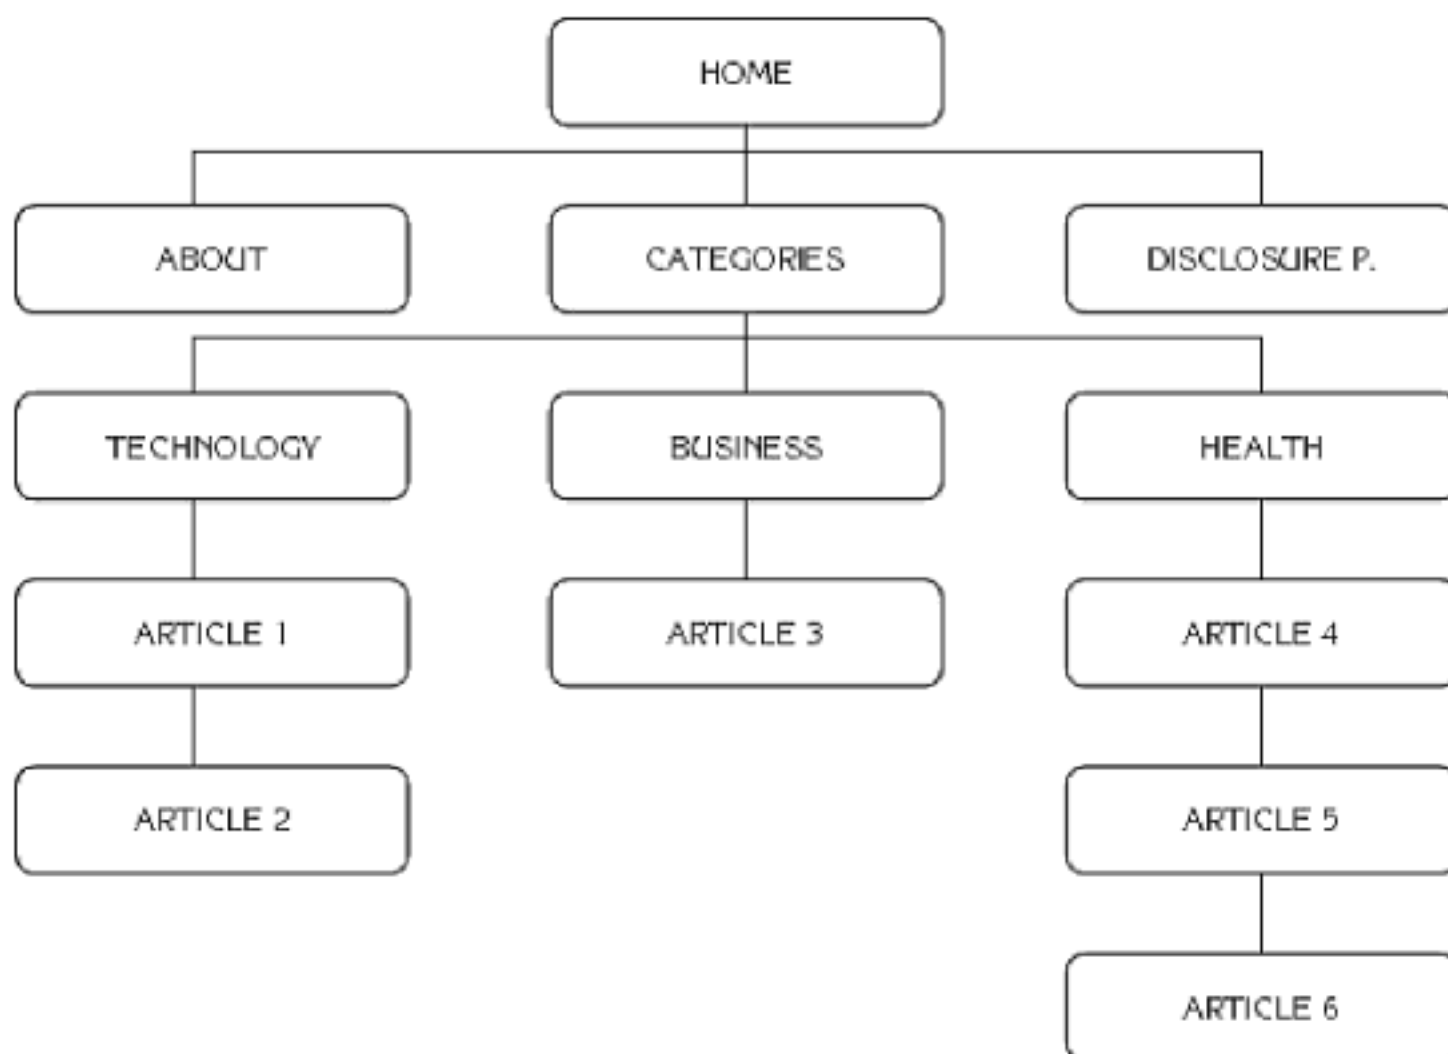 HOME
ABOUT
CATEGORIES
DISCLOSURE P.
TECHNOLOGY
BUSINESS
HEALTH
ARTICLE 1
ARTICLE 3
ARTICLE 4
ARTICLE 2
ARTICLE 5
ARTICLE 6